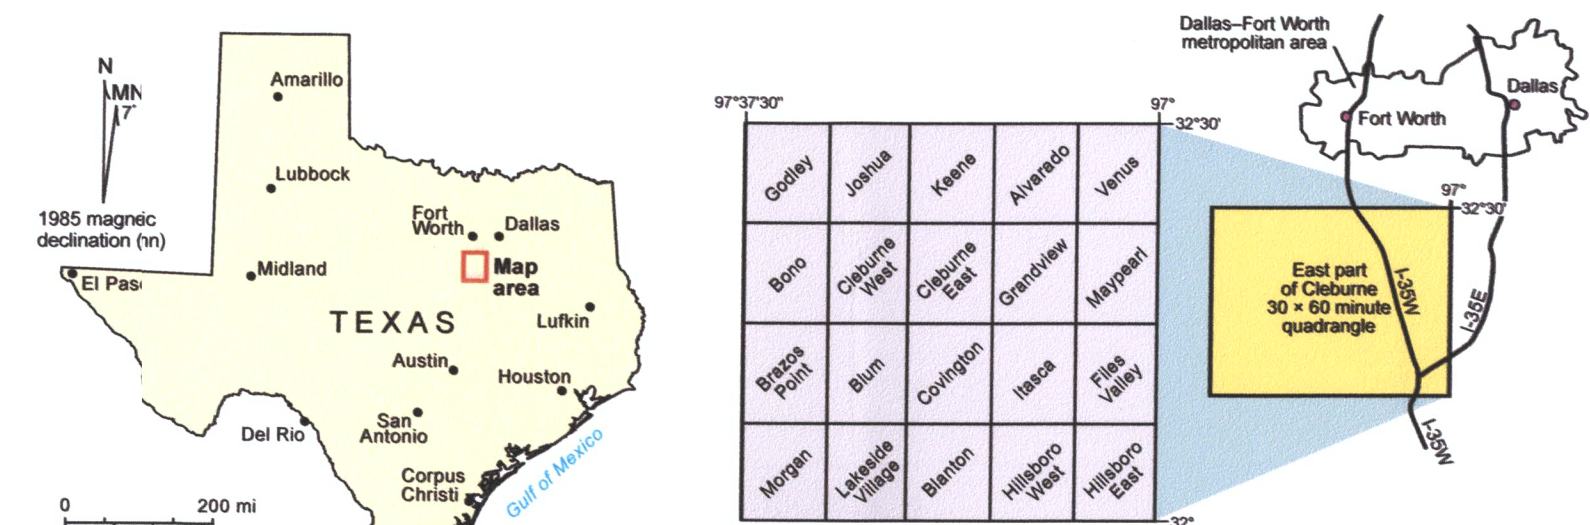 N
MN
7°
1985 magneic
declination (in)
Amarillo
Lubbock
Fort
Worth
Dallas
Midland
Map
area
El Paso
TEXAS
Lufkin
Austin
Houston
San
Antonio
Del Rio
Corpus
Christi
Gulf of Mexico
0 200 mi
97°37'30"
97°
32°30'
Godley
Joshua
Keene
Alvarado
Venus
Bono
Cleburne
West
Cleburne
East
Grandview
Maypearl
Brazos
Point
Blum
Covington
Itasca
Files
Valley
Morgan
Lakeside
Village
Blanton
Hillsboro
West
Hillsboro
East
32°
Dallas–Fort Worth
metropolitan area
Dallas
Fort Worth
97°
32°30'
East part
of Cleburne
30 × 60 minute
quadrangle
I-35W
I-35E
I-35W